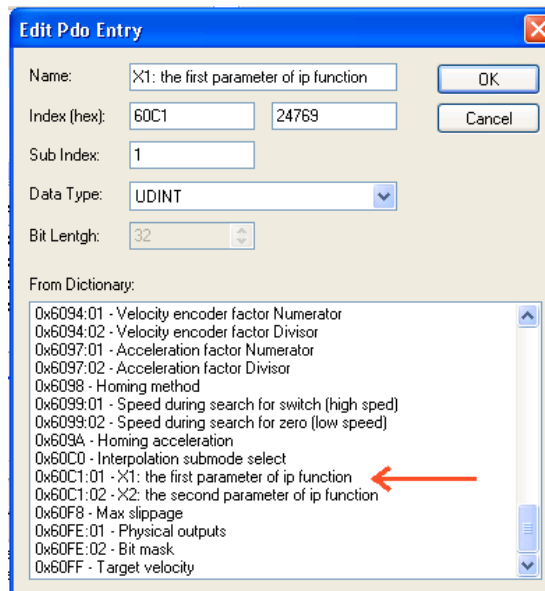 Edit Pdo Entry
Name: X1: the first parameter of ip function OK
Index (hex): 60C1 24769 Cancel
Sub Index: 1
Data Type: UDINT
Bit Lentgh: 32
From Dictionary:
0x6094:01 - Velocity encoder factor Numerator
0x6094:02 - Velocity encoder factor Divisor
0x6097:01 - Acceleration factor Numerator
0x6097:02 - Acceleration factor Divisor
0x6098 - Homing method
0x6099:01 - Speed during search for switch (high sped)
0x6099:02 - Speed during search for zero (low speed)
0x609A - Homing acceleration
0x60C0 - Interpolation submode select
0x60C1:01 - X1: the first parameter of ip function
0x60C1:02 - X2: the second parameter of ip function
0x60F8 - Max slippage
0x60FE:01 - Physical outputs
0x60FE:02 - Bit mask
0x60FF - Target velocity